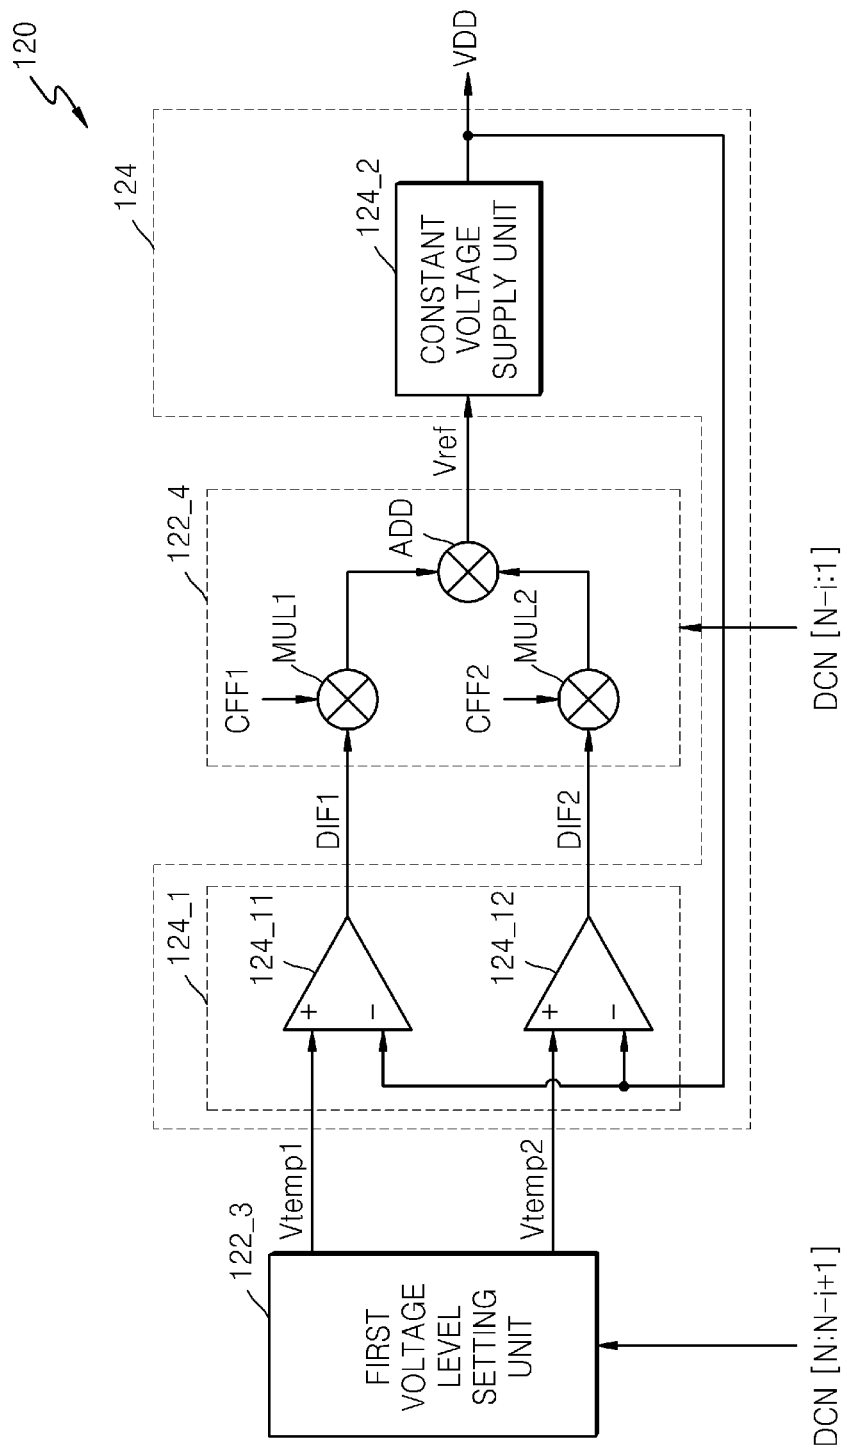 120
124
122_4
124_1
124_2
122_3
124_11
124_12
FIRST
VOLTAGE
LEVEL
SETTING
UNIT
Vtemp1
Vtemp2
+
−
+
−
DIF1
DIF2
CFF1
MUL1
CFF2
MUL2
ADD
Vref
CONSTANT
VOLTAGE
SUPPLY UNIT
VDD
DCN [N:N−i+1]
DCN [N−i:1]